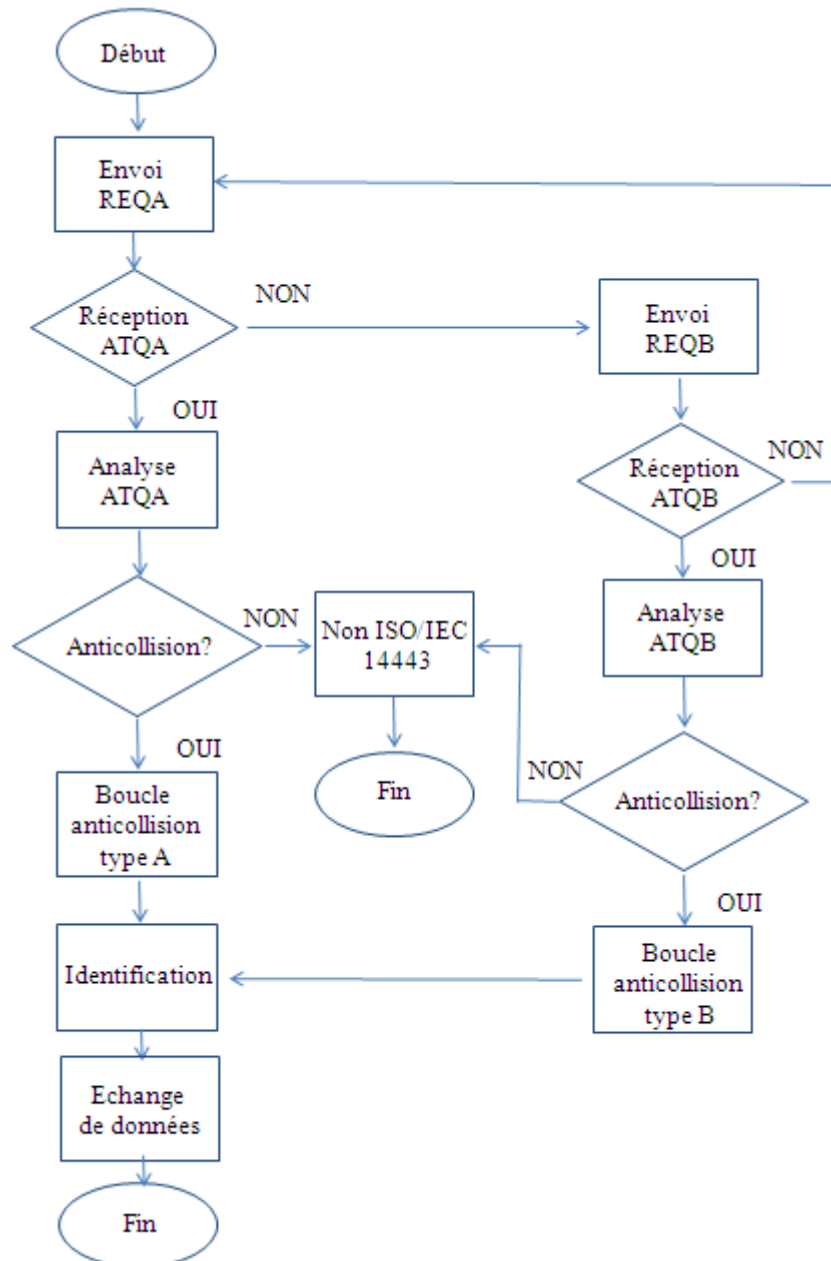 Début
Envoi
REQA
Réception
ATQA
NON
Envoi
REQB
OUI
Analyse
ATQA
Réception
ATQB
NON
OUI
Anticollision?
NON
Non ISO/IEC
14443
Analyse
ATQB
OUI
Fin
NON
Anticollision?
Boucle
anticollision
type A
OUI
Identification
Boucle
anticollision
type B
Echange
de données
Fin